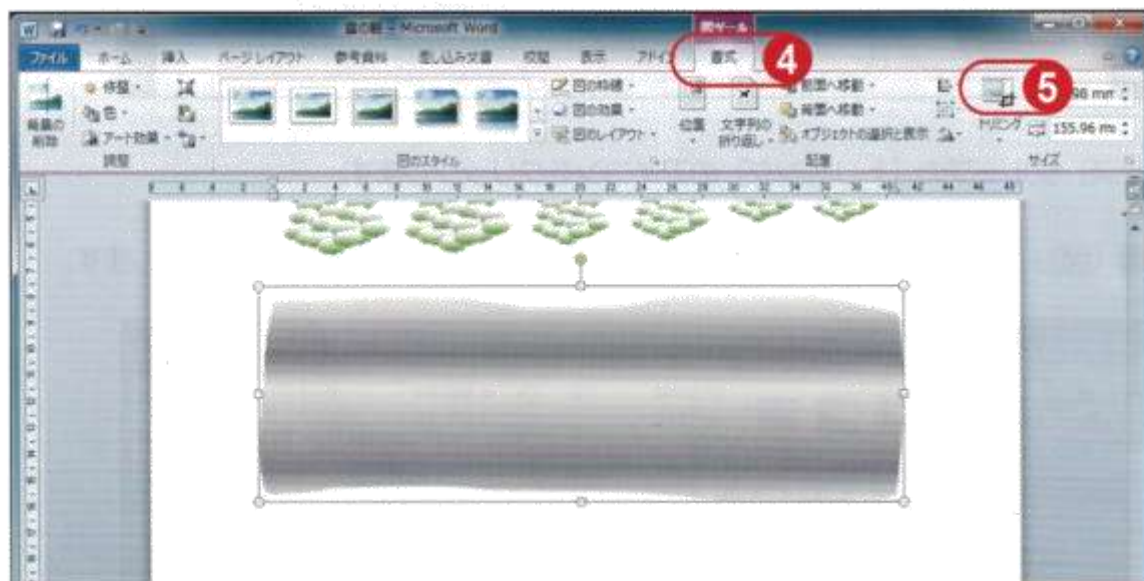 Microsoft Word
図ツール
ファイル ホーム 挿入 ページ レイアウト 参考資料 差し込み文書 校閲 表示 アドイン 書式 4
背景の削除
修整
色
アート効果
調整
図のスタイル
図の枠線
図の効果
図のレイアウト
位置
文字列の折り返し
前面へ移動
背面へ移動
オブジェクトの選択と表示
配置
トリミング
5
98 mm
155.96 mm
サイズ